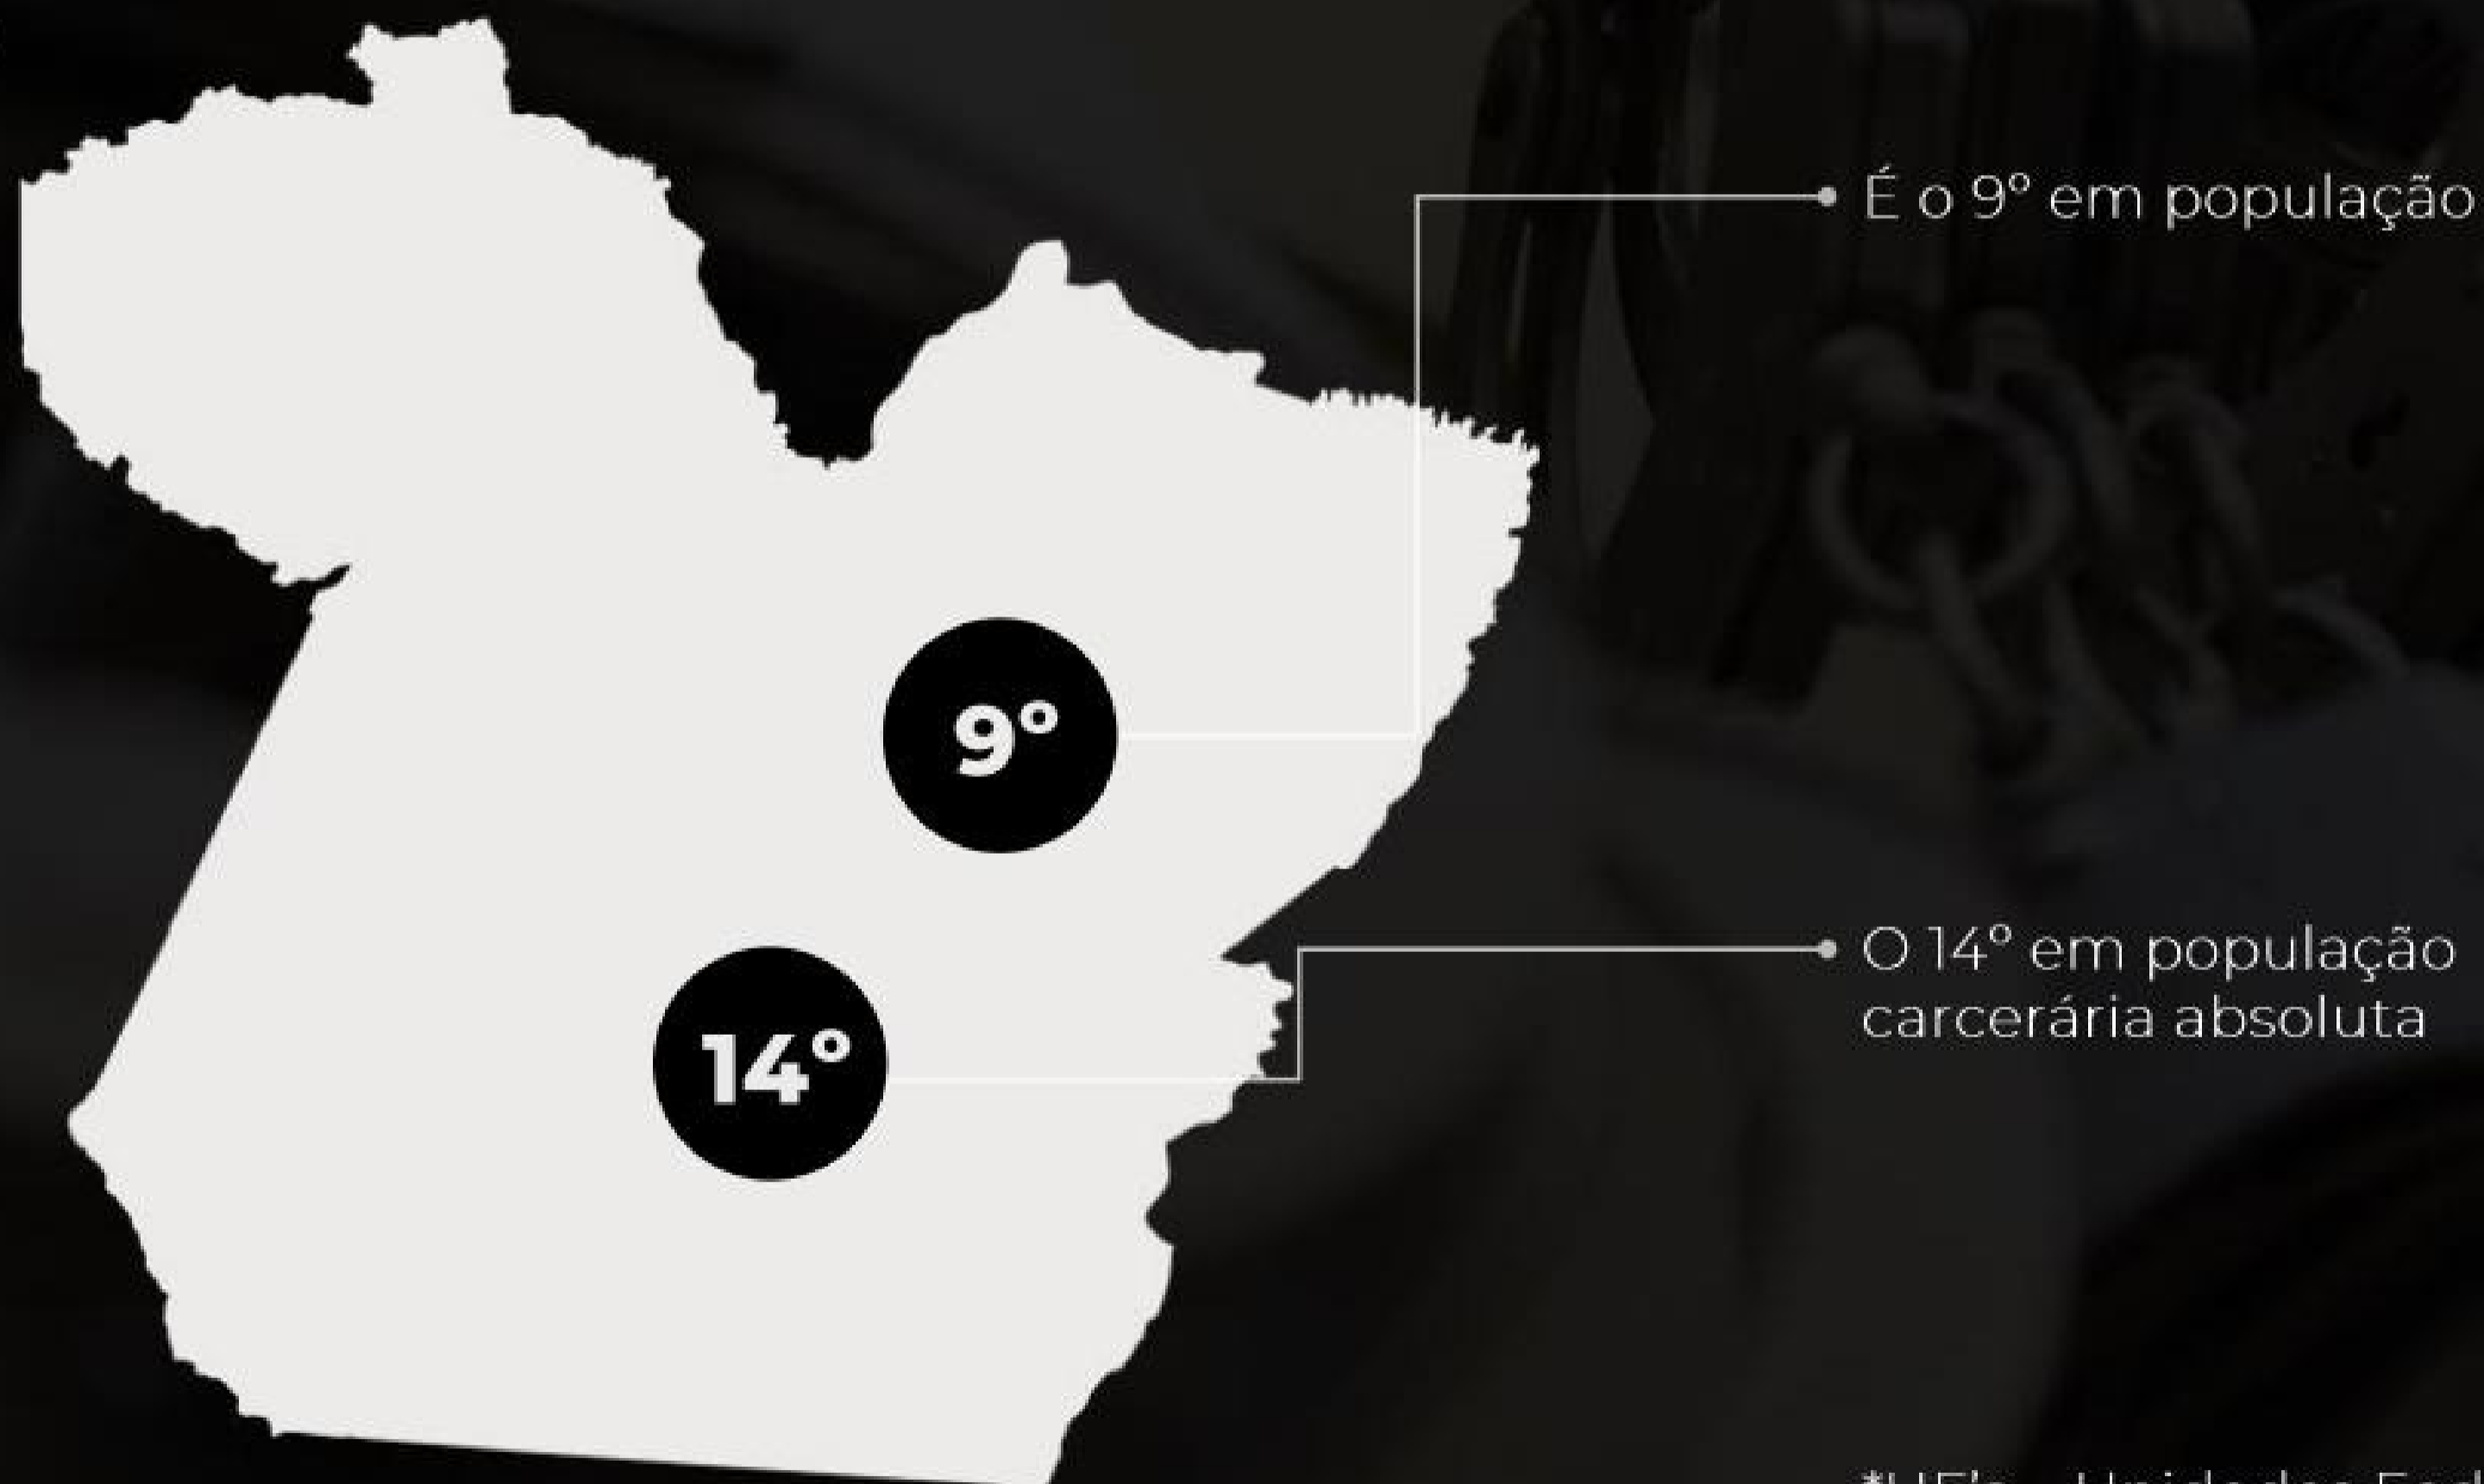 É o 9º em população
9º
O 14º em população
carcerária absoluta
14º